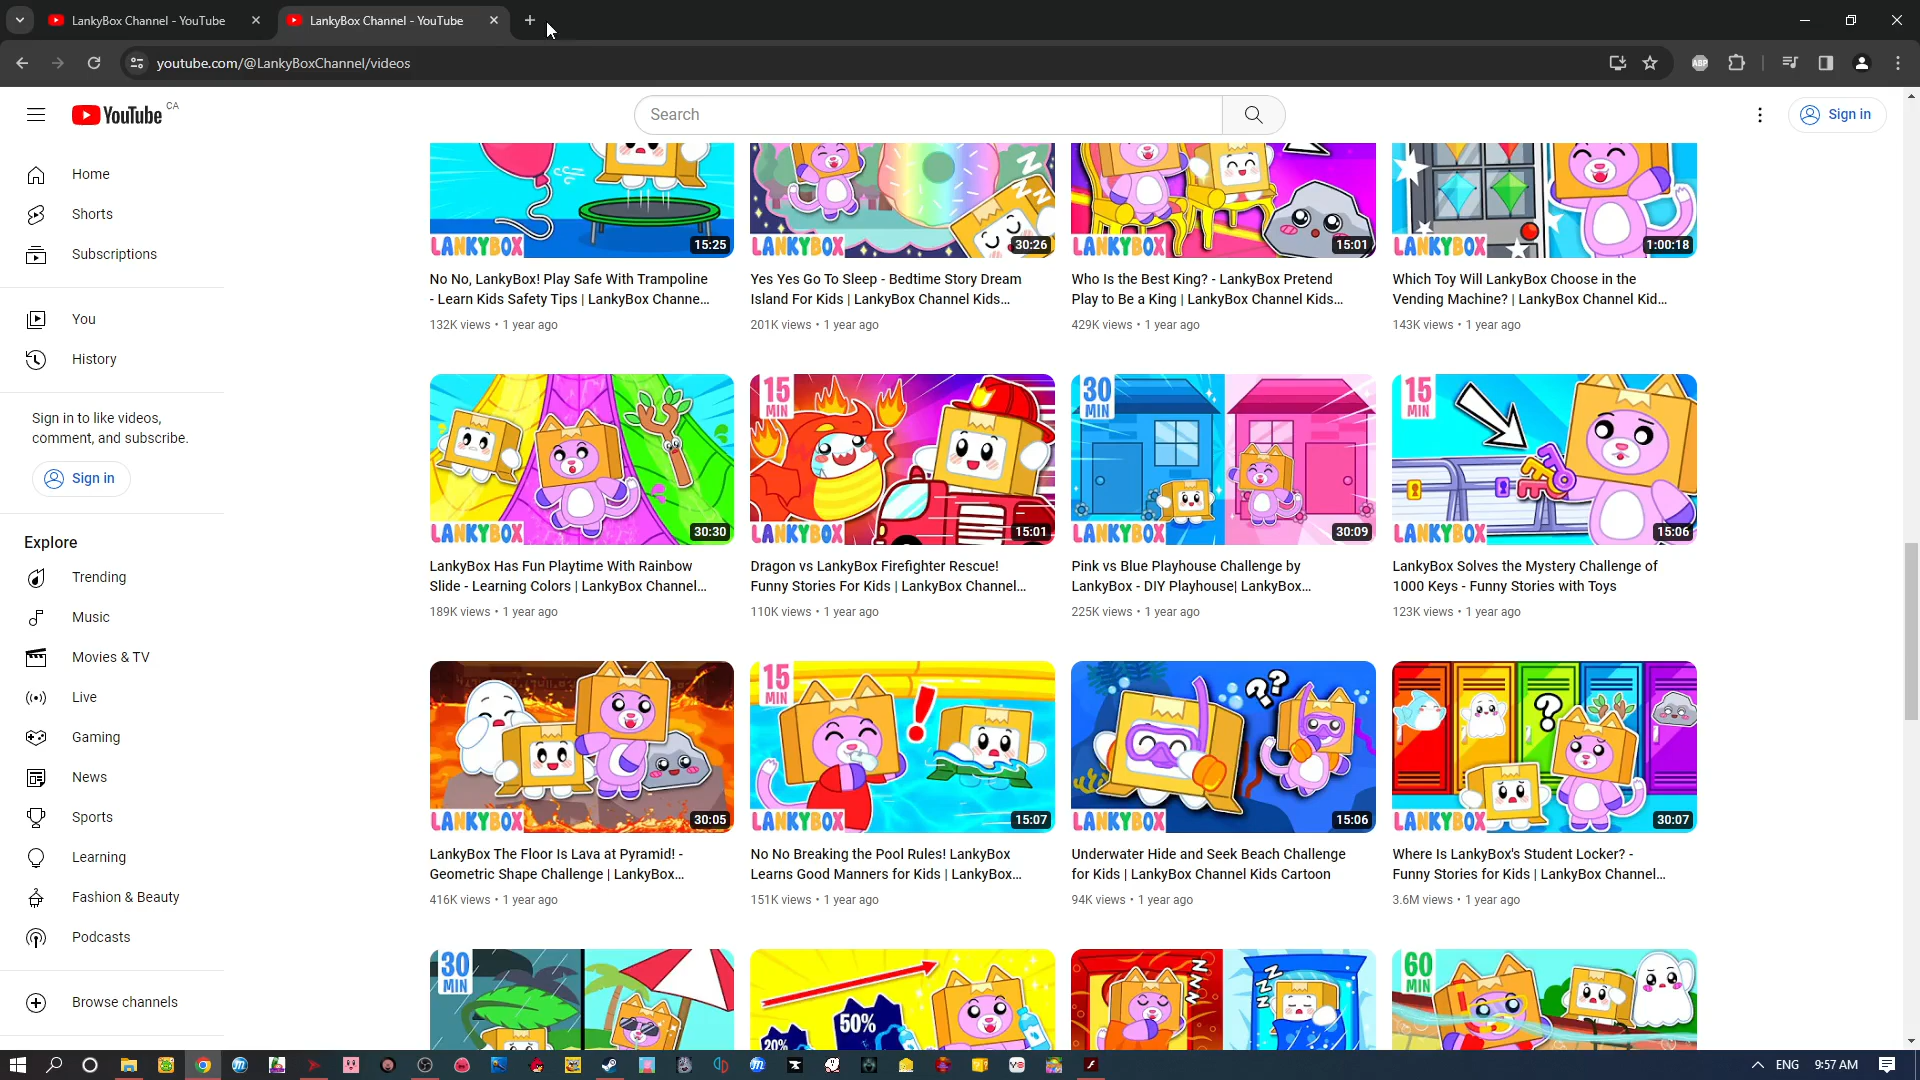 LankyBox Channel - YouTube
LankyBox Channel - YouTube
youtube.com/@LankyBoxChannel/videos
ABP
YouTube CA
Search
Sign in
Home
Shorts
Subscriptions
You
History
Sign in to like videos,
comment, and subscribe.
Sign in
Explore
Trending
Music
Movies & TV
Live
Gaming
News
Sports
Learning
Fashion & Beauty
Podcasts
Browse channels
LANKYBOX 15:25
No No, LankyBox! Play Safe With Trampoline
- Learn Kids Safety Tips | LankyBox Channe...
132K views • 1 year ago
Z
Z
Z
LANKYBOX 30:26
Yes Yes Go To Sleep - Bedtime Story Dream
Island For Kids | LankyBox Channel Kids...
201K views • 1 year ago
LANKYBOX 15:01
Who Is the Best King? - LankyBox Pretend
Play to Be a King | LankyBox Channel Kids...
429K views • 1 year ago
LANKYBOX 1:00:18
Which Toy Will LankyBox Choose in the
Vending Machine? | LankyBox Channel Kid...
143K views • 1 year ago
LANKYBOX 30:30
LankyBox Has Fun Playtime With Rainbow
Slide - Learning Colors | LankyBox Channel...
189K views • 1 year ago
15
MIN
LANKYBOX 15:01
Dragon vs LankyBox Firefighter Rescue!
Funny Stories For Kids | LankyBox Channel...
110K views • 1 year ago
30
MIN
LANKYBOX 30:09
Pink vs Blue Playhouse Challenge by
LankyBox - DIY Playhouse| LankyBox...
225K views • 1 year ago
15
MIN
LANKYBOX 15:06
LankyBox Solves the Mystery Challenge of
1000 Keys - Funny Stories with Toys
123K views • 1 year ago
LANKYBOX 30:05
LankyBox The Floor Is Lava at Pyramid! -
Geometric Shape Challenge | LankyBox...
416K views • 1 year ago
15
MIN
!
LANKYBOX 15:07
No No Breaking the Pool Rules! LankyBox
Learns Good Manners for Kids | LankyBox...
151K views • 1 year ago
??
LANKYBOX 15:06
Underwater Hide and Seek Beach Challenge
for Kids | LankyBox Channel Kids Cartoon
94K views • 1 year ago
?
LANKYBOX 30:07
Where Is LankyBox's Student Locker? -
Funny Stories for Kids | LankyBox Channel...
3.6M views • 1 year ago
30
MIN
20%
50%
ZZZ
ZZZ
60
MIN
ENG 9:57 AM